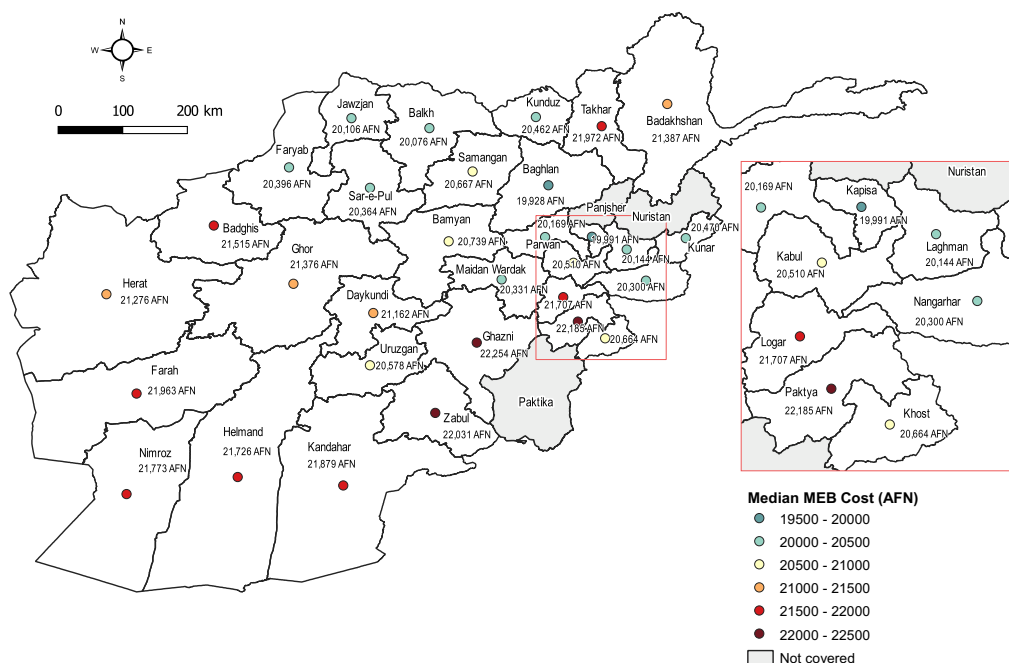 N
W E
S
0 100 200 km
Jawzjan
20,106 AFN
Balkh
20,076 AFN
Kunduz
20,462 AFN
Takhar
21,972 AFN
Badakhshan
21,387 AFN
Faryab
20,396 AFN
Sar-e-Pul
20,364 AFN
Samangan
20,667 AFN
Baghlan
19,928 AFN
Panjsher
Nuristan
20,470 AFN
Kunar
Badghis
21,515 AFN
Herat
21,276 AFN
Ghor
21,376 AFN
Bamyan
20,739 AFN
20,169 AFN
Parwan
19,991 AFN
20,144 AFN
20,510 AFN
20,300 AFN
Maidan Wardak
20,331 AFN
Daykundi
21,162 AFN
21,707 AFN
22,185 AFN
20,664 AFN
Ghazni
22,254 AFN
Uruzgan
20,578 AFN
Farah
21,963 AFN
Paktika
Zabul
22,031 AFN
Nimroz
21,773 AFN
Helmand
21,726 AFN
Kandahar
21,879 AFN
Nuristan
20,169 AFN
Kapisa
19,991 AFN
Laghman
20,144 AFN
Kabul
20,510 AFN
Nangarhar
20,300 AFN
Logar
21,707 AFN
Paktya
22,185 AFN
Khost
20,664 AFN
Median MEB Cost (AFN)
19500 - 20000
20000 - 20500
20500 - 21000
21000 - 21500
21500 - 22000
22000 - 22500
Not covered